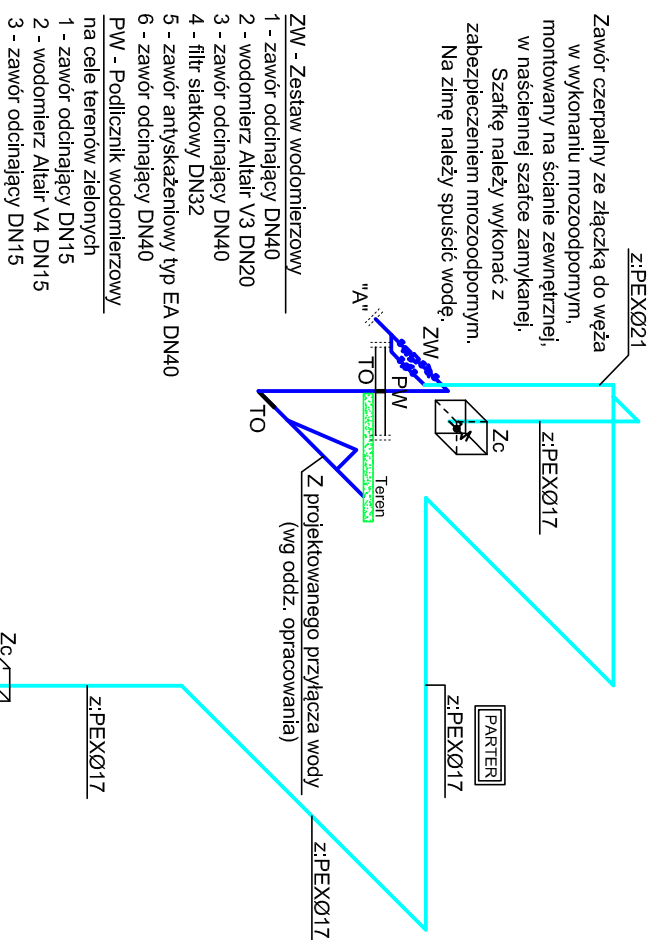 z:PEXØ21
Zawór czerpalny ze złączką do węża
w wykonaniu mrozoodpornym,
montowany na ścianie zewnętrznej,
w naściennej szafce zamykanej.
Szafkę należy wykonać z
zabezpieczeniem mrozoodpornym.
Na zimę należy spuścić wodę.
Zc
z:PEXØ17
ZW
PW
"A"
TO
TO
Teren
PARTER
z:PEXØ17
Z projektowanego przyłącza wody
(wg oddz. opracowania)
z:PEXØ17
z:PEXØ17
Zc
ZW - Zestaw wodomierzowy
1 - zawór odcinający DN40
2 - wodomierz Altair V3 DN20
3 - zawór odcinający DN40
4 - filtr siatkowy DN32
5 - zawór antyskażeniowy typ EA DN40
6 - zawór odcinający DN40
PW - Podlicznik wodomierzowy
na cele terenów zielonych
1 - zawór odcinający DN15
2 - wodomierz Altair V4 DN15
3 - zawór odcinający DN15